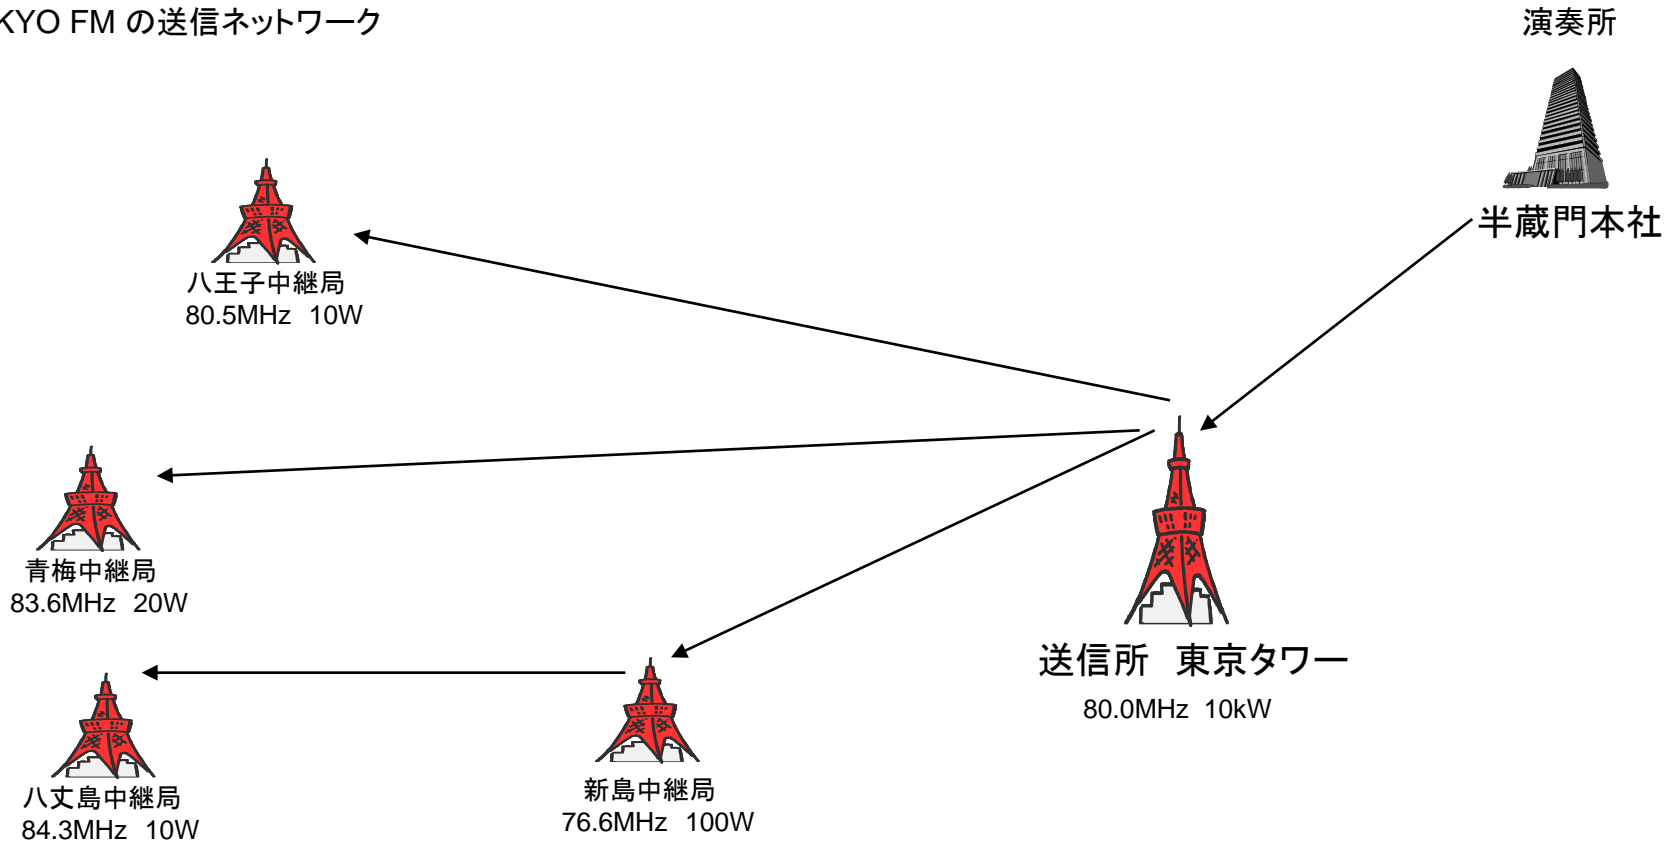 KYO FM の送信ネットワーク
演奏所
半蔵門本社
八王子中継局
80.5MHz 10W
青梅中継局
83.6MHz 20W
送信所 東京タワー
80.0MHz 10kW
八丈島中継局
84.3MHz 10W
新島中継局
76.6MHz 100W